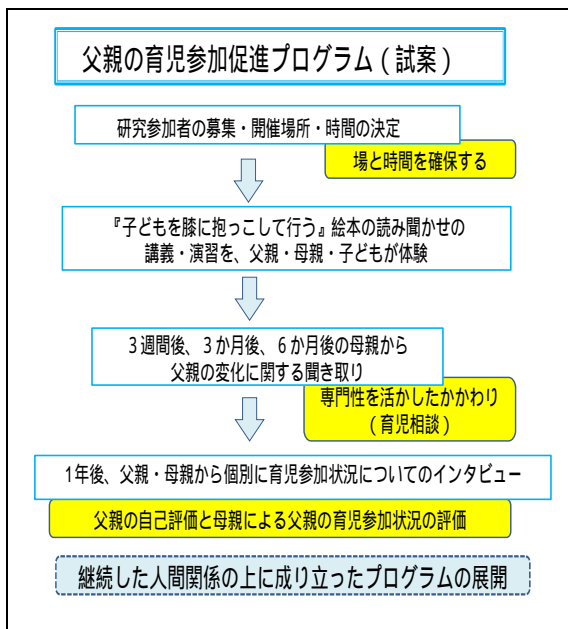 父親の育児参加促進プログラム（試案）
研究参加者の募集・開催場所・時間の決定
場と時間を確保する
『子どもを膝に抱っこして行う』絵本の読み聞かせの
講義・演習を、父親・母親・子どもが体験
３週間後、３か月後、６か月後の母親から
父親の変化に関する聞き取り
専門性を活かしたかかわり
（育児相談）
1年後、父親・母親から個別に育児参加状況についてのインタビュー
父親の自己評価と母親による父親の育児参加状況の評価
継続した人間関係の上に成り立ったプログラムの展開